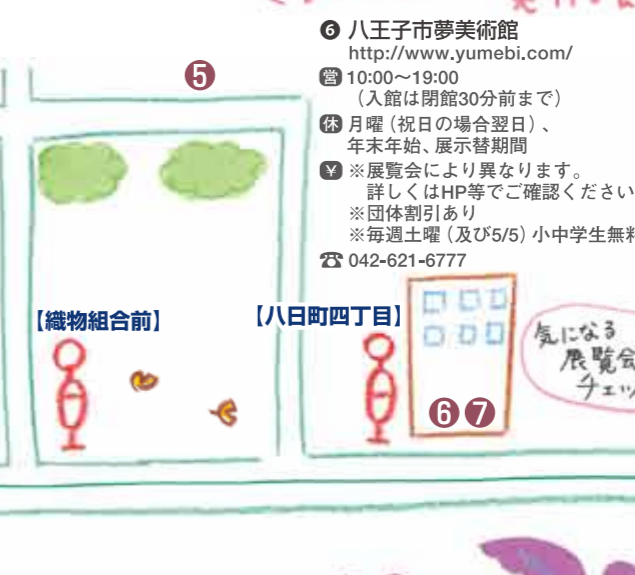 ❻ 八王子市夢美術館
http://www.yumebi.com/
営 10:00〜19:00
（入館は閉館30分前まで）
休 月曜（祝日の場合翌日）、
年末年始、展示替期間
¥ ※展覧会により異なります。
詳しくはHP等でご確認ください
※団体割引あり
※毎週土曜（及び5/5）小中学生無料
☎ 042-621-6777
❺
【織物組合前】
【八日町四丁目】
気になる
展覧会
チェッ
❻❼